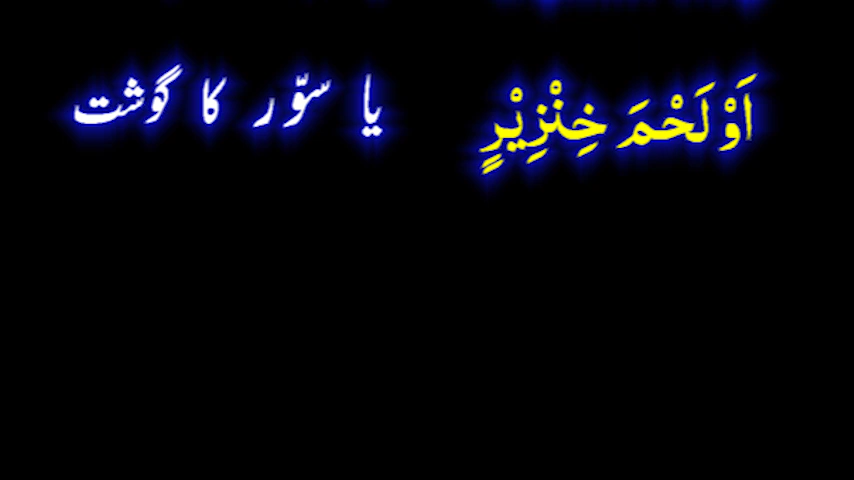 اَوْ لَحْمَ خِنْزِيْرٍ یا سوّر کا گوشت